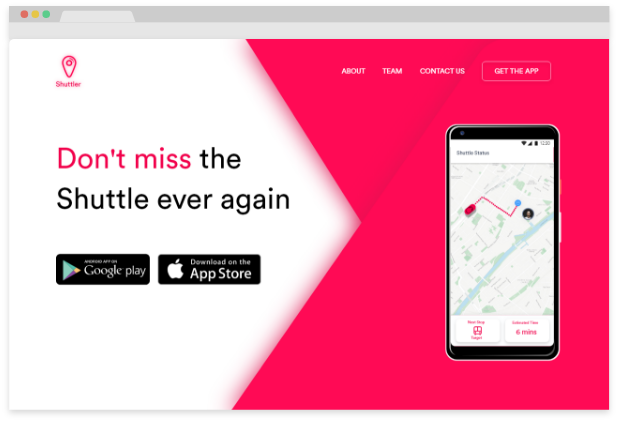 Shuttler
ABOUT TEAM CONTACT US GET THE APP
Don't miss the
Shuttle ever again
ANDROID APP ON
Google play
Download on the
App Store
12:30
Shuttle Status
Next Stop
Target
Estimated Time
6 mins